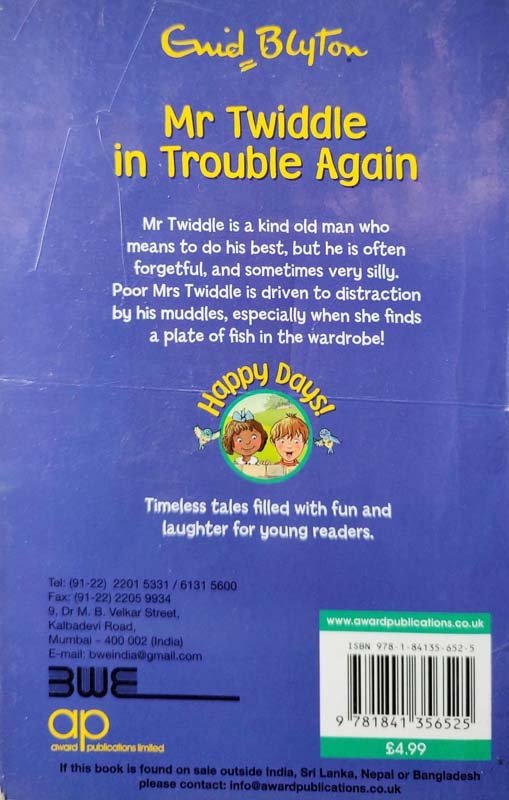 Enid Blyton
Mr Twiddle
in Trouble Again
Mr Twiddle is a kind old man who
means to do his best, but he is often
forgetful, and sometimes very silly.
Poor Mrs Twiddle is driven to distraction
by his muddles, especially when she finds
a plate of fish in the wardrobe!
Happy Days!
Timeless tales filled with fun and
laughter for young readers.
Tel: (91-22) 2201 5331 / 6131 5600
Fax: (91-22) 2205 9934
9, Dr M. B. Velkar Street,
Kalbadevi Road,
Mumbai – 400 002 (India)
E-mail: bweindia@gmail.com
BWE
ap
award publications limited
www.awardpublications.co.uk
ISBN 978-1-84135-652-5
9 781841 356525
£4.99
If this book is found on sale outside India, Sri Lanka, Nepal or Bangladesh
please contact: info@awardpublications.co.uk